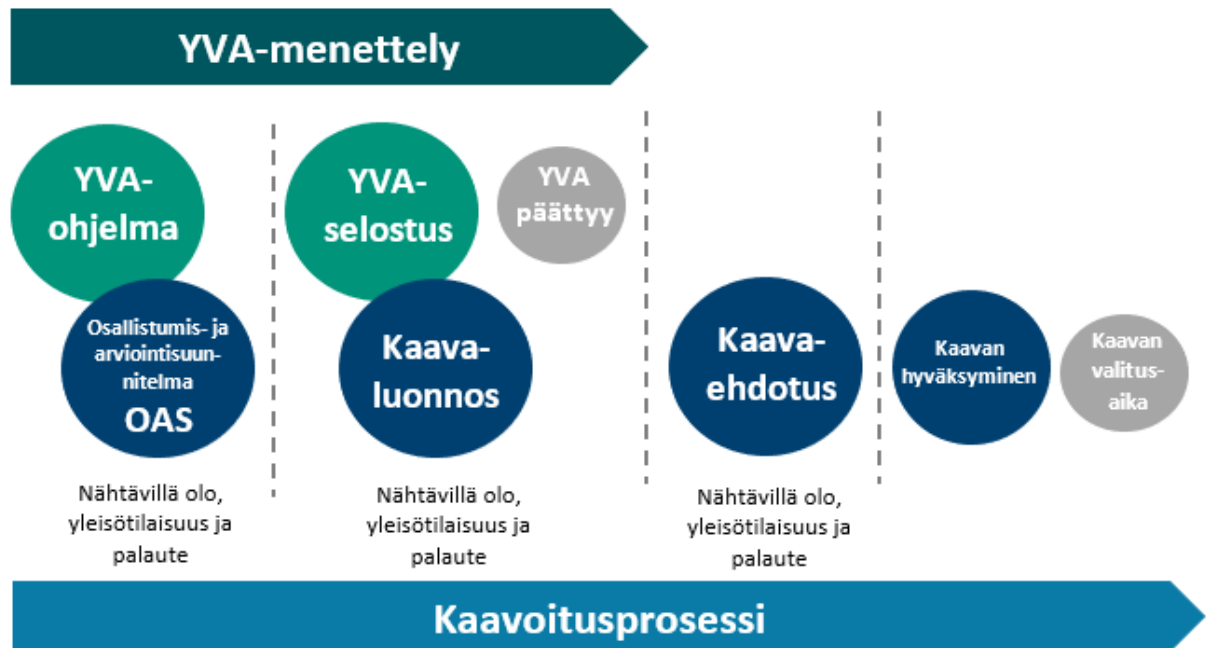 YVA-menettely
YVA-
ohjelma
YVA-
selostus
YVA
päättyy
Osallistumis- ja
arviointisuun-
nitelma
OAS
Kaava-
luonnos
Kaava-
ehdotus
Kaavan
hyväksyminen
Kaavan
valitus-
aika
Nähtävillä olo,
yleisötilaisuus ja
palaute
Nähtävillä olo,
yleisötilaisuus ja
palaute
Nähtävillä olo,
yleisötilaisuus ja
palaute
Kaavoitusprosessi